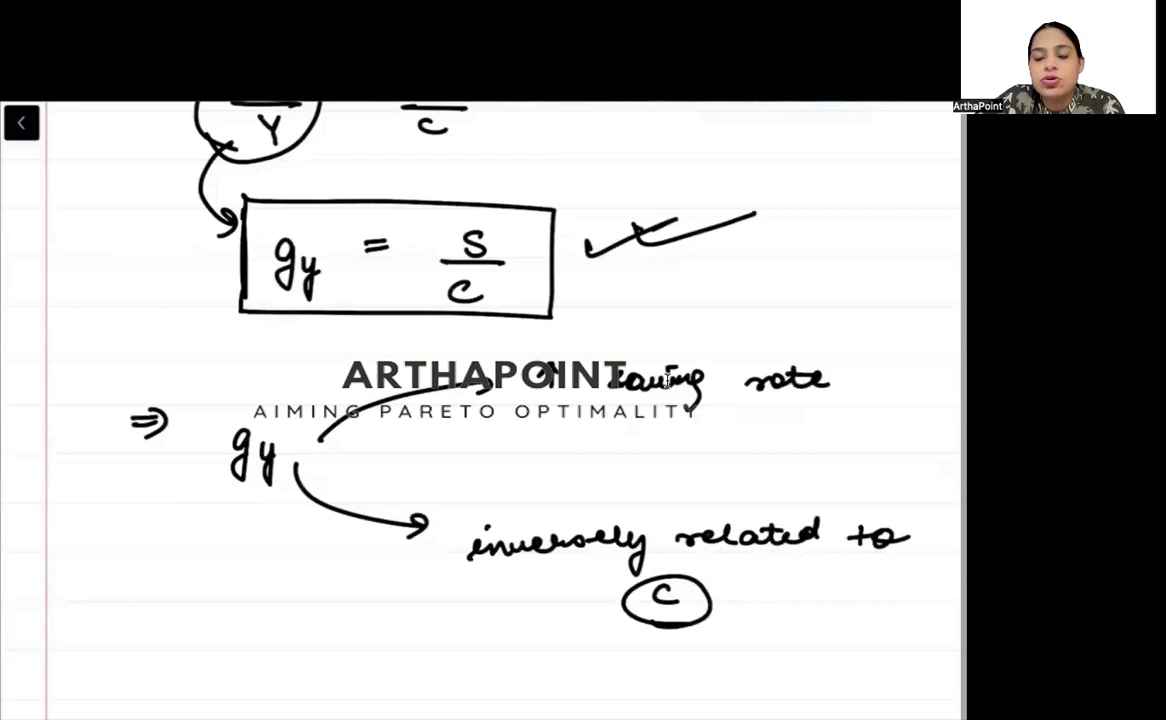 ArthaPoint
Y c
gy = s
c
ARTHAPOINT
saving rate
AIMING PARETO OPTIMALITY
⇒ gy
inversely related to
c